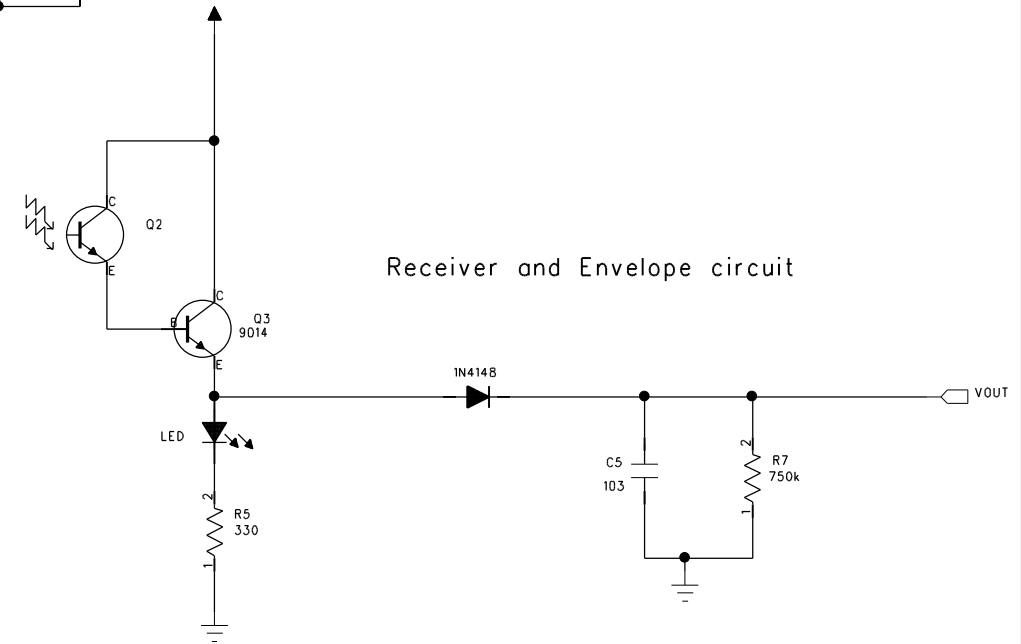 C
Q2
E
Receiver and Envelope circuit
C
B
Q3
9014
E
1N4148
VOUT
LED
2
R5
330
1
C5
103
2
R7
750k
1